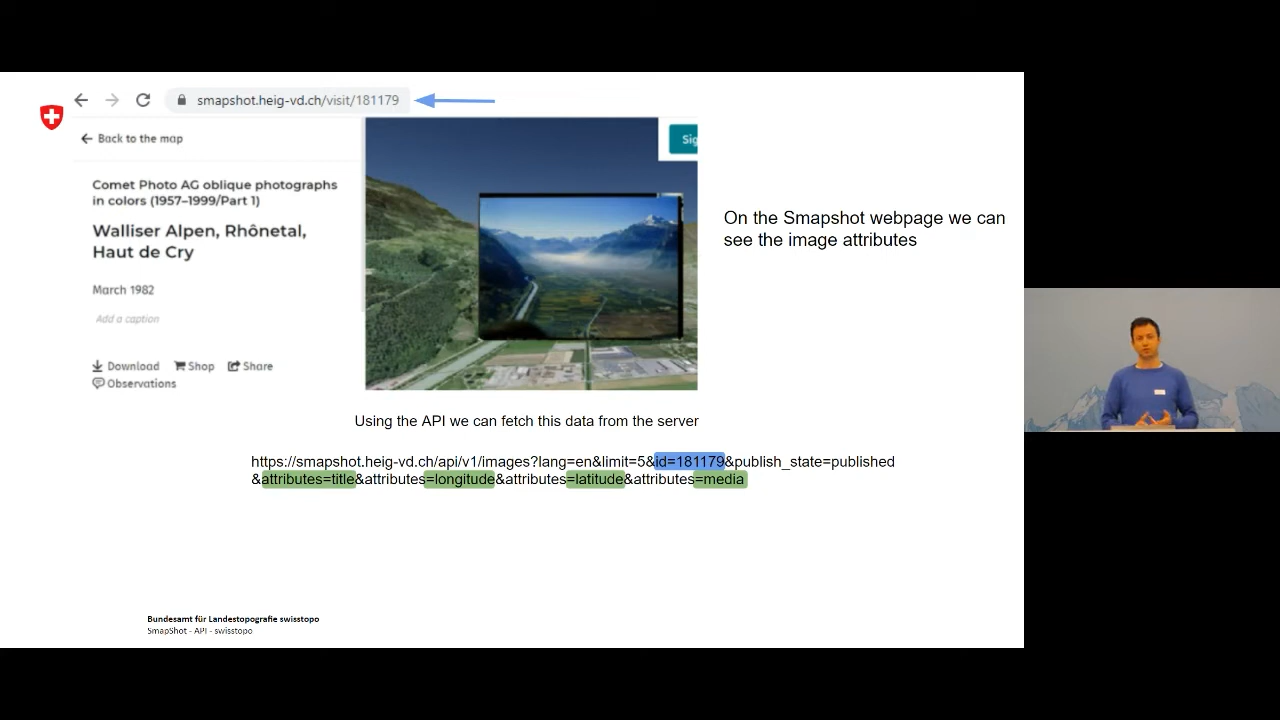 smapshot.heig-vd.ch/visit/181179
Back to the map
Sig
Comet Photo AG oblique photographs
in colors (1957–1999/Part 1)
Walliser Alpen, Rhônetal,
Haut de Cry
March 1982
Add a caption
Download Shop Share
Observations
On the Smapshot webpage we can
see the image attributes
Using the API we can fetch this data from the server
https://smapshot.heig-vd.ch/api/v1/images?lang=en&limit=5&id=181179&publish_state=published
&attributes=title&attributes=longitude&attributes=latitude&attributes=media
Bundesamt für Landestopografie swisstopo
SmapShot - API - swisstopo